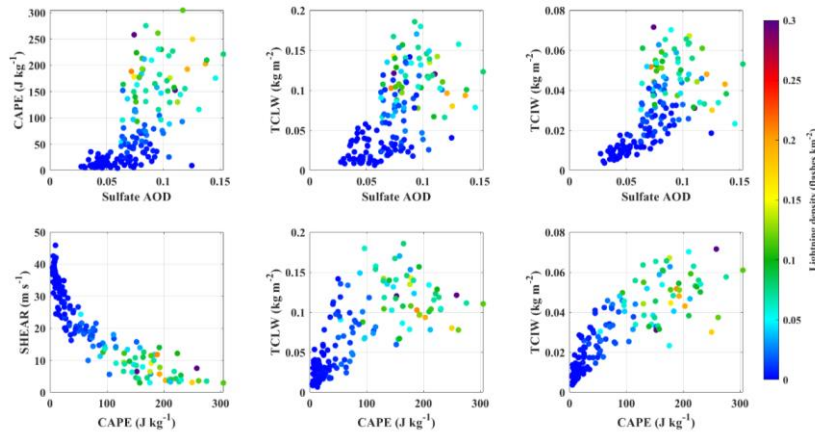 300
250
200
150
100
50
0
CAPE (J kg⁻¹)
0 0.05 0.1 0.15
Sulfate AOD
0.2
0.15
0.1
0.05
0
TCLW (kg m⁻²)
0 0.05 0.1 0.15
Sulfate AOD
0.1
0.08
0.06
0.04
0.02
0
TCIW (kg m⁻²)
0 0.05 0.1 0.15
Sulfate AOD
50
40
30
20
10
0
SHEAR (m s⁻¹)
0 100 200 300
CAPE (J kg⁻¹)
0.2
0.15
0.1
0.05
0
TCLW (kg m⁻²)
0 100 200 300
CAPE (J kg⁻¹)
0.1
0.08
0.06
0.04
0.02
0
TCIW (kg m⁻²)
0 100 200 300
CAPE (J kg⁻¹)
0.3
0.25
0.2
0.15
0.1
0.05
0
Lightning density (flashes km⁻²)